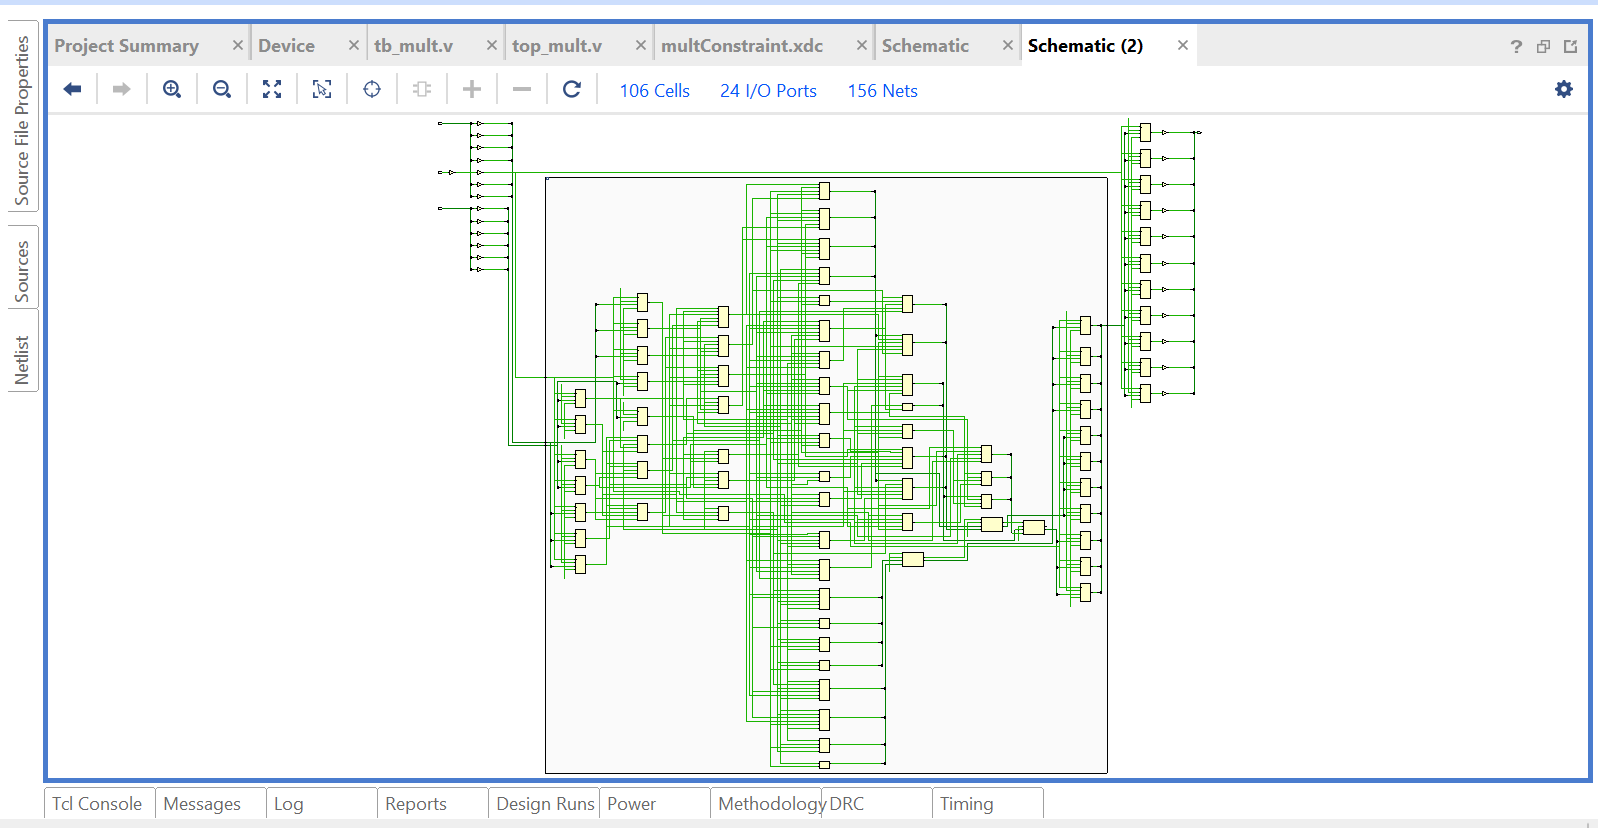 Project Summary
Device
tb_mult.v
top_mult.v
multConstraint.xdc
Schematic
Schematic (2)
106 Cells
24 I/O Ports
156 Nets
Source File Properties
Sources
Netlist
Tcl Console
Messages
Log
Reports
Design Runs
Power
Methodology
DRC
Timing